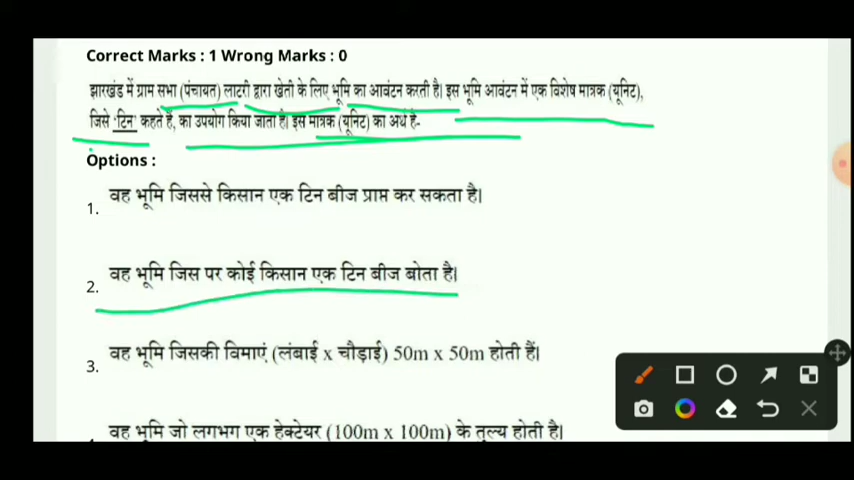 Correct Marks : 1 Wrong Marks : 0
झारखंड में ग्राम सभा (पंचायत) लाटरी द्वारा खेती के लिए भूमि का आवंटन करती है। इस भूमि आवंटन में एक विशेष मात्रक (यूनिट),
जिसे 'टिन' कहते हैं, का उपयोग किया जाता है। इस मात्रक (यूनिट) का अर्थ है-
Options :
1. वह भूमि जिससे किसान एक टिन बीज प्राप्त कर सकता है।
2. वह भूमि जिस पर कोई किसान एक टिन बीज बोता है।
3. वह भूमि जिसकी विमाएं (लंबाई x चौड़ाई) 50m x 50m होती हैं।
वह भूमि जो लगभग एक हेक्टेयर (100m x 100m) के तुल्य होती है।